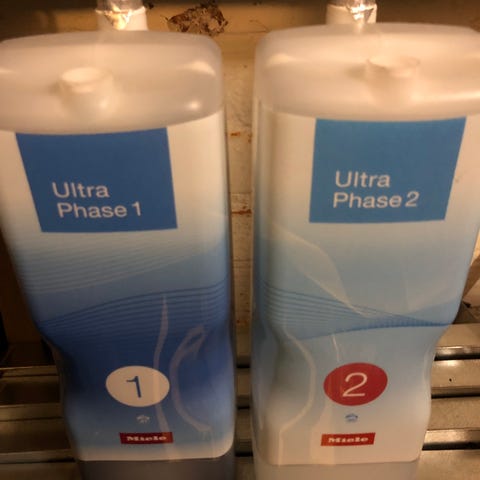 Ultra
Phase 1
1
Miele
Ultra
Phase 2
2
Miele